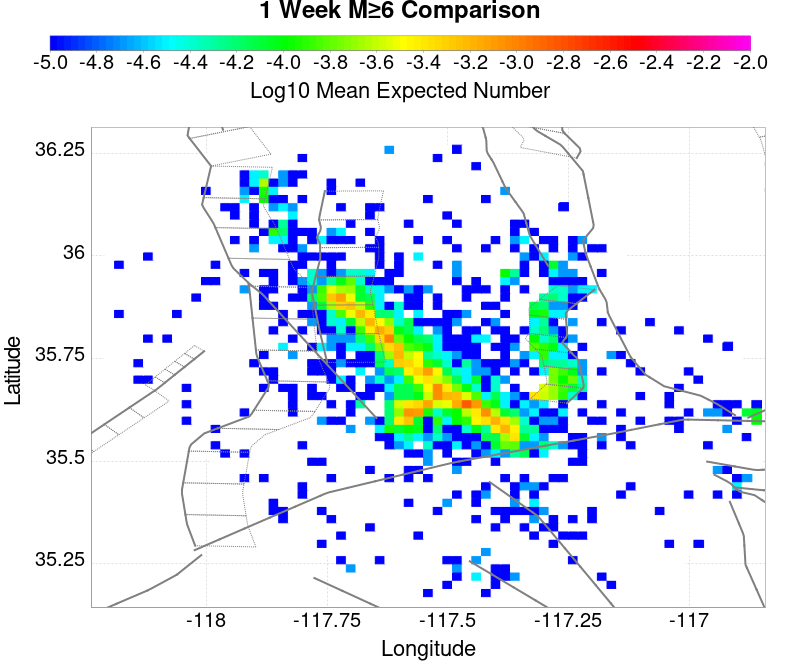 1 Week M≥6 Comparison
-5.0 -4.8 -4.6 -4.4 -4.2 -4.0 -3.8 -3.6 -3.4 -3.2 -3.0 -2.8 -2.6 -2.4 -2.2 -2.0
Log10 Mean Expected Number
36.25
36
35.75
35.5
35.25
Latitude
-118 -117.75 -117.5 -117.25 -117
Longitude